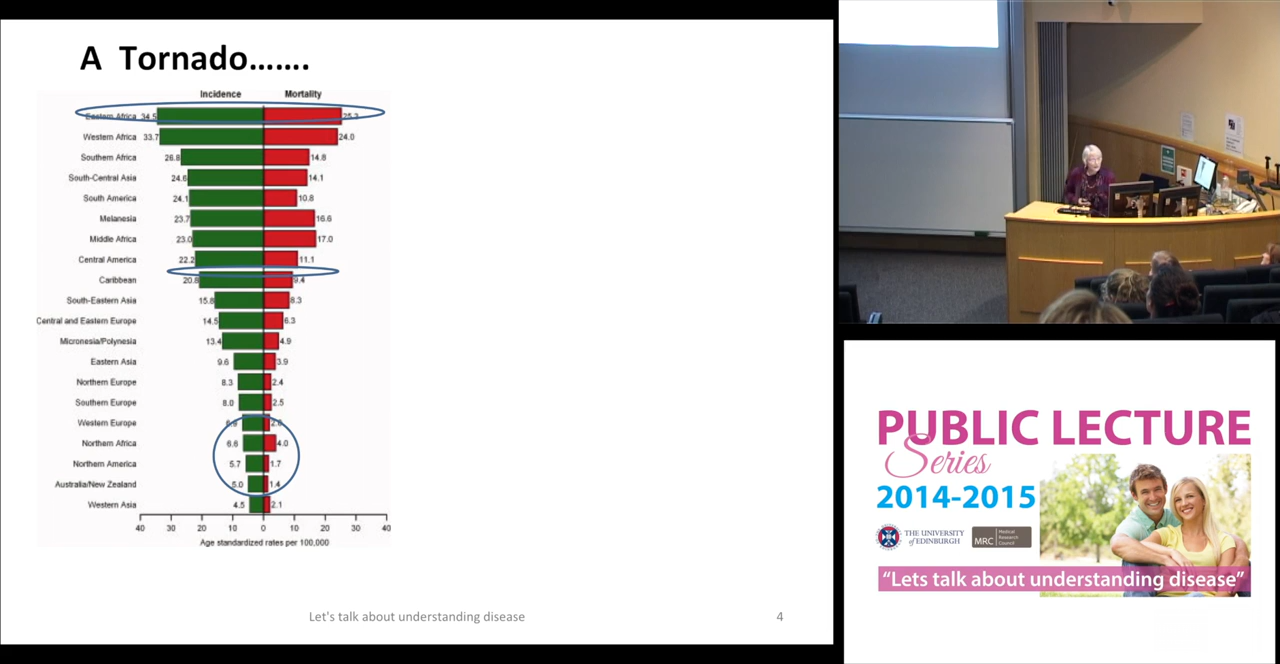 A Tornado.......
Incidence Mortality
Eastern Africa 34.5 25.3
Western Africa 33.7 24.0
Southern Africa 26.8 14.8
South-Central Asia 24.6 14.1
South America 24.1 10.8
Melanesia 23.7 16.6
Middle Africa 23.0 17.0
Central America 22.2 11.1
Caribbean 20.8 9.4
South-Eastern Asia 15.8 8.3
Central and Eastern Europe 14.5 6.3
Micronesia/Polynesia 13.4 4.9
Eastern Asia 9.6 3.9
Northern Europe 8.3 2.4
Southern Europe 8.0 2.5
Western Europe
Northern Africa 6.6 4.0
Northern America 5.7 1.7
Australia/New Zealand 5.0 1.4
Western Asia 4.5 2.1
40 30 20 10 0 10 20 30 40
Age standardized rates per 100,000
Let's talk about understanding disease
4
PUBLIC LECTURE
Series
2014-2015
THE UNIVERSITY
of EDINBURGH
MRC
Medical
Research
Council
“Lets talk about understanding disease”